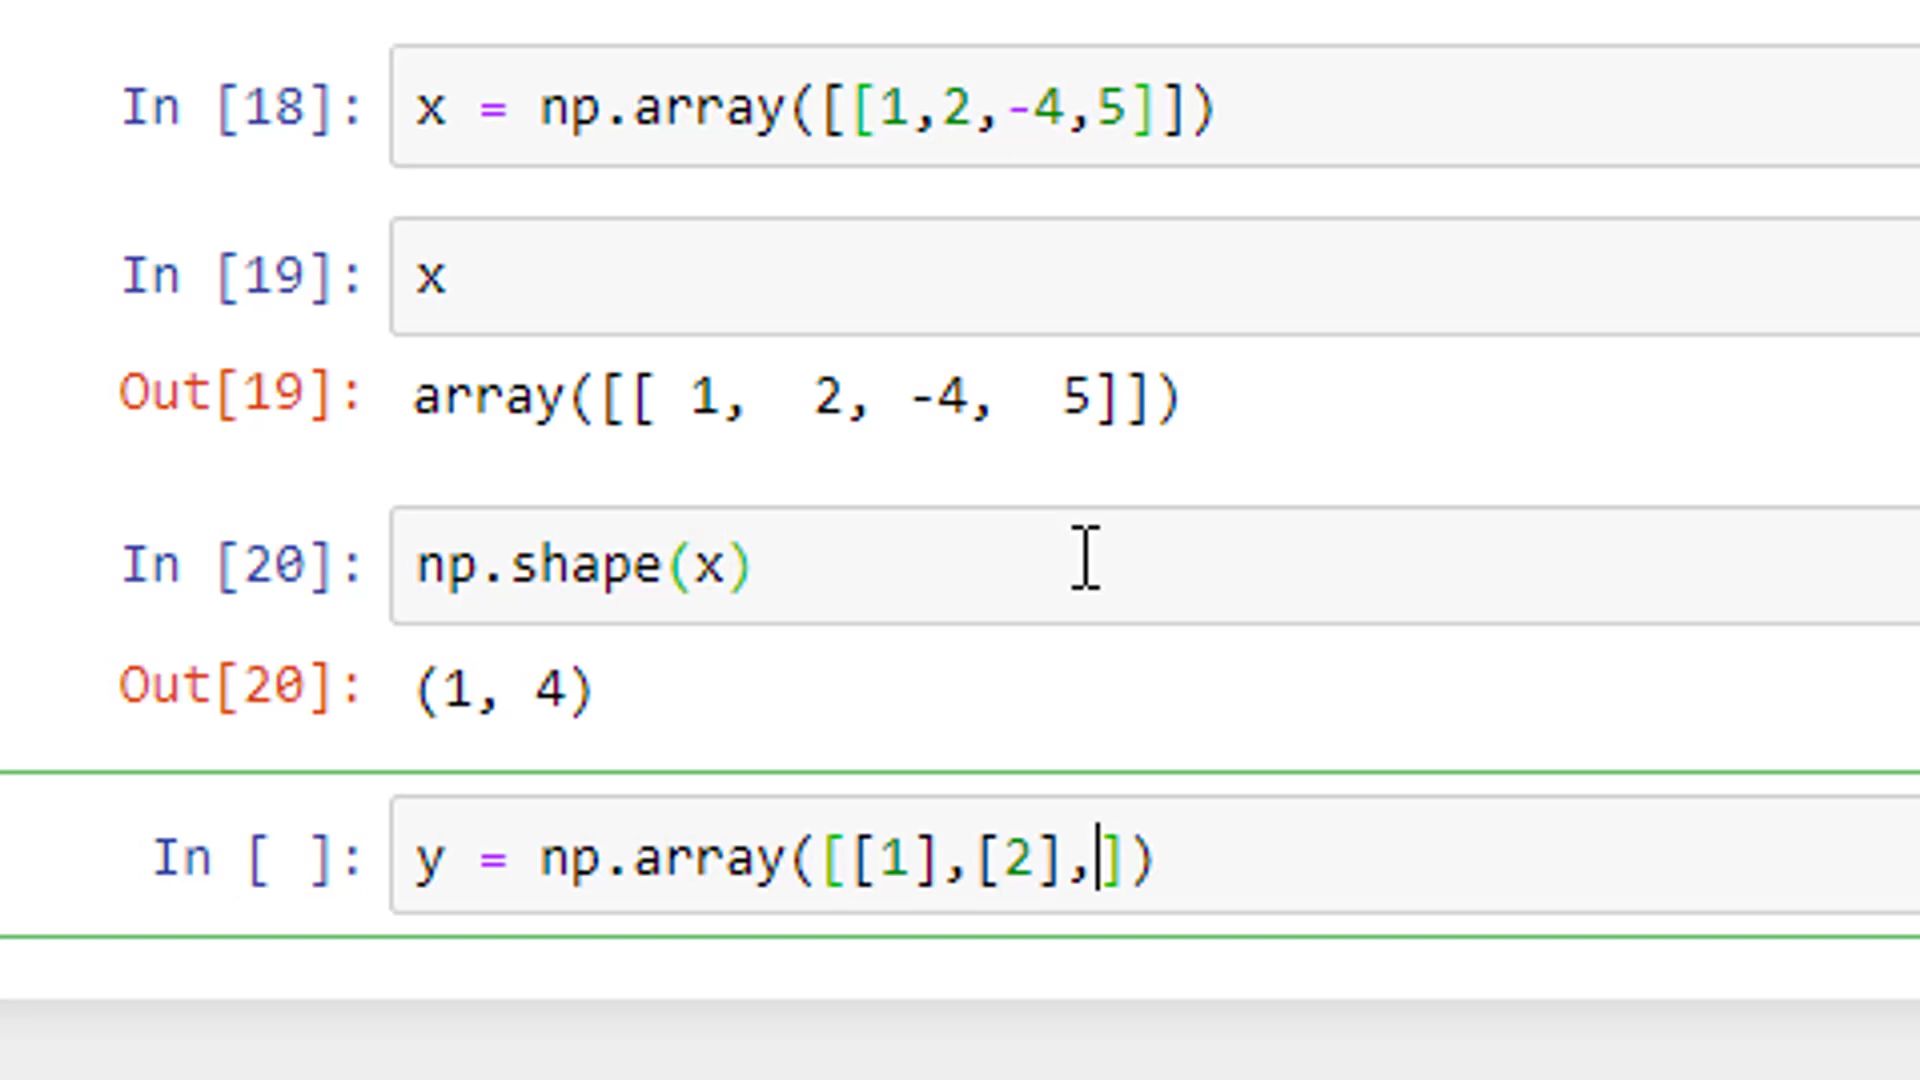 In [18]: x = np.array([[1,2,-4,5]])
In [19]: x
Out[19]: array([[ 1,  2, -4,  5]])
In [20]: np.shape(x)
Out[20]: (1, 4)
In [ ]: y = np.array([[1],[2],])